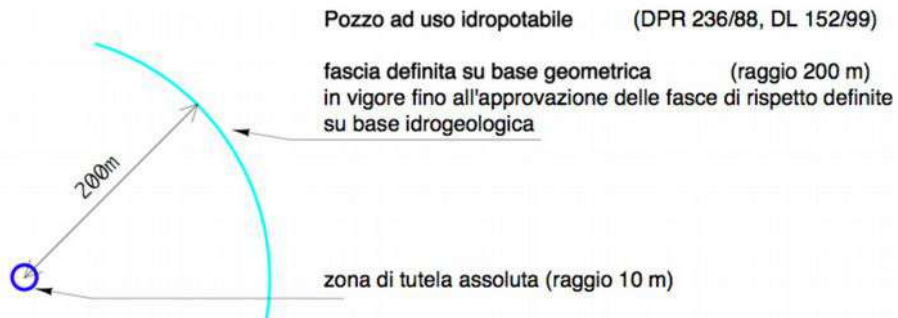 Pozzo ad uso idropotabile (DPR 236/88, DL 152/99)
fascia definita su base geometrica (raggio 200 m)
in vigore fino all'approvazione delle fasce di rispetto definite
su base idrogeologica
200m
zona di tutela assoluta (raggio 10 m)